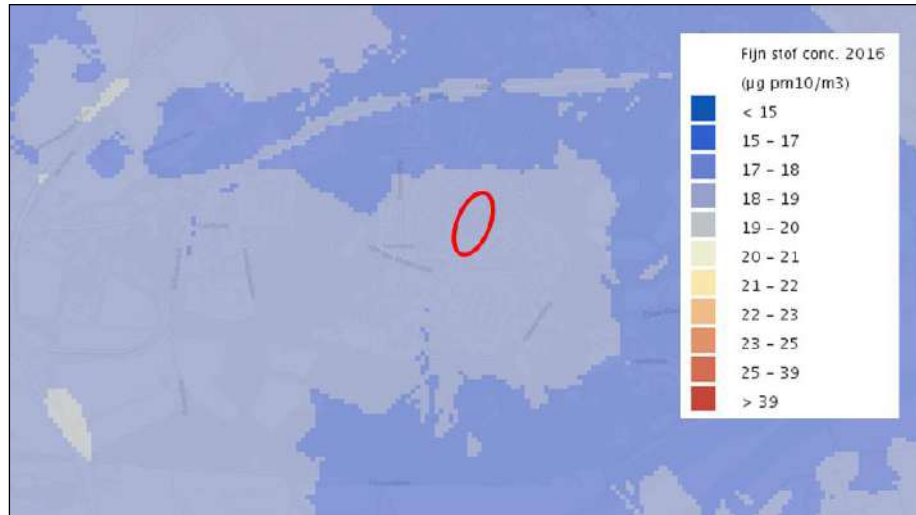 Fijn stof conc. 2016
(µg pm10/m3)
< 15
15 – 17
17 – 18
18 – 19
19 – 20
20 – 21
21 – 22
22 – 23
23 – 25
25 – 39
> 39